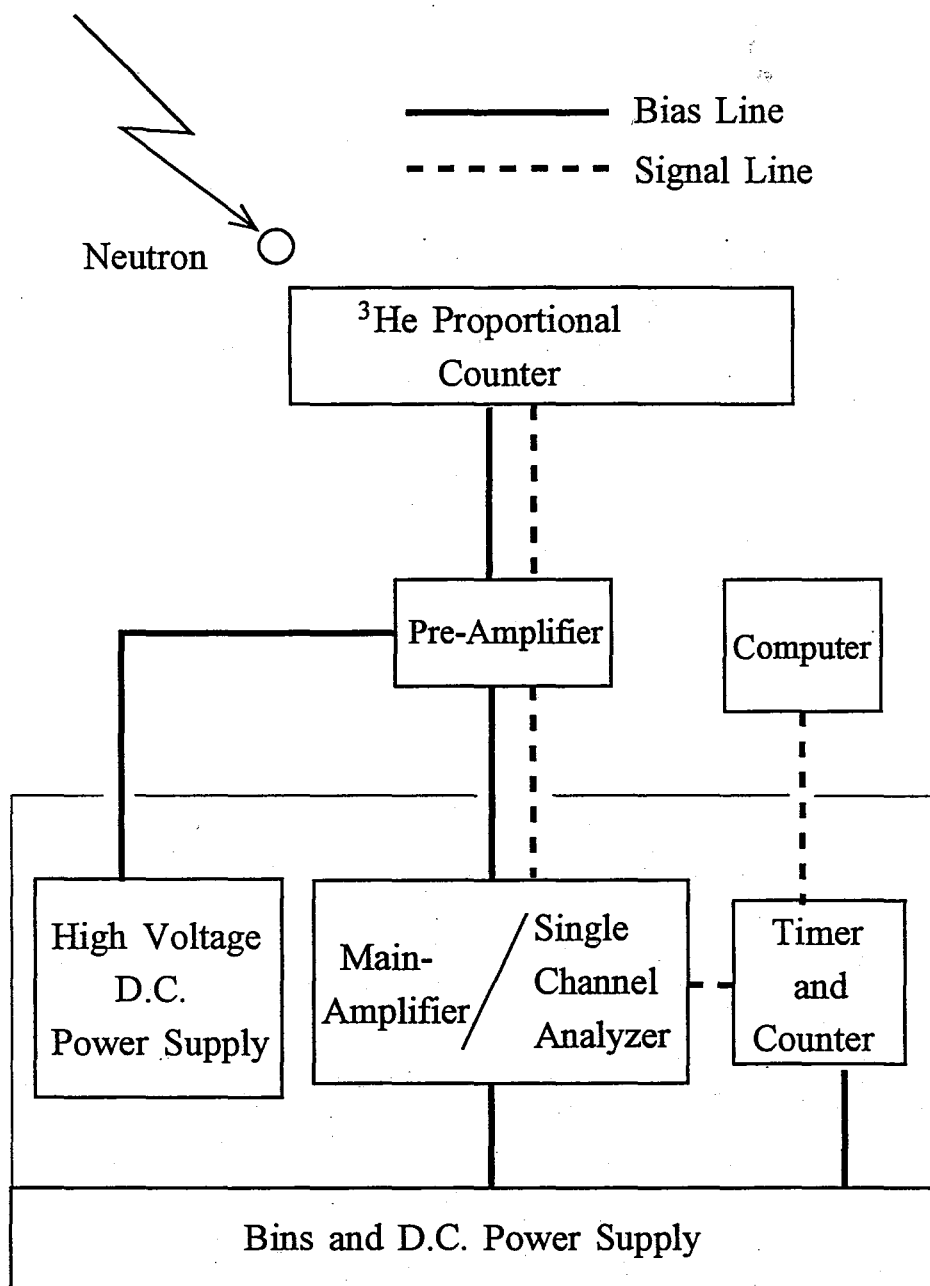 Bias Line
Signal Line
Neutron
³He Proportional
Counter
Pre-Amplifier
Computer
High Voltage
D.C.
Power Supply
Main-
Amplifier
Single
Channel
Analyzer
Timer
and
Counter
Bins and D.C. Power Supply